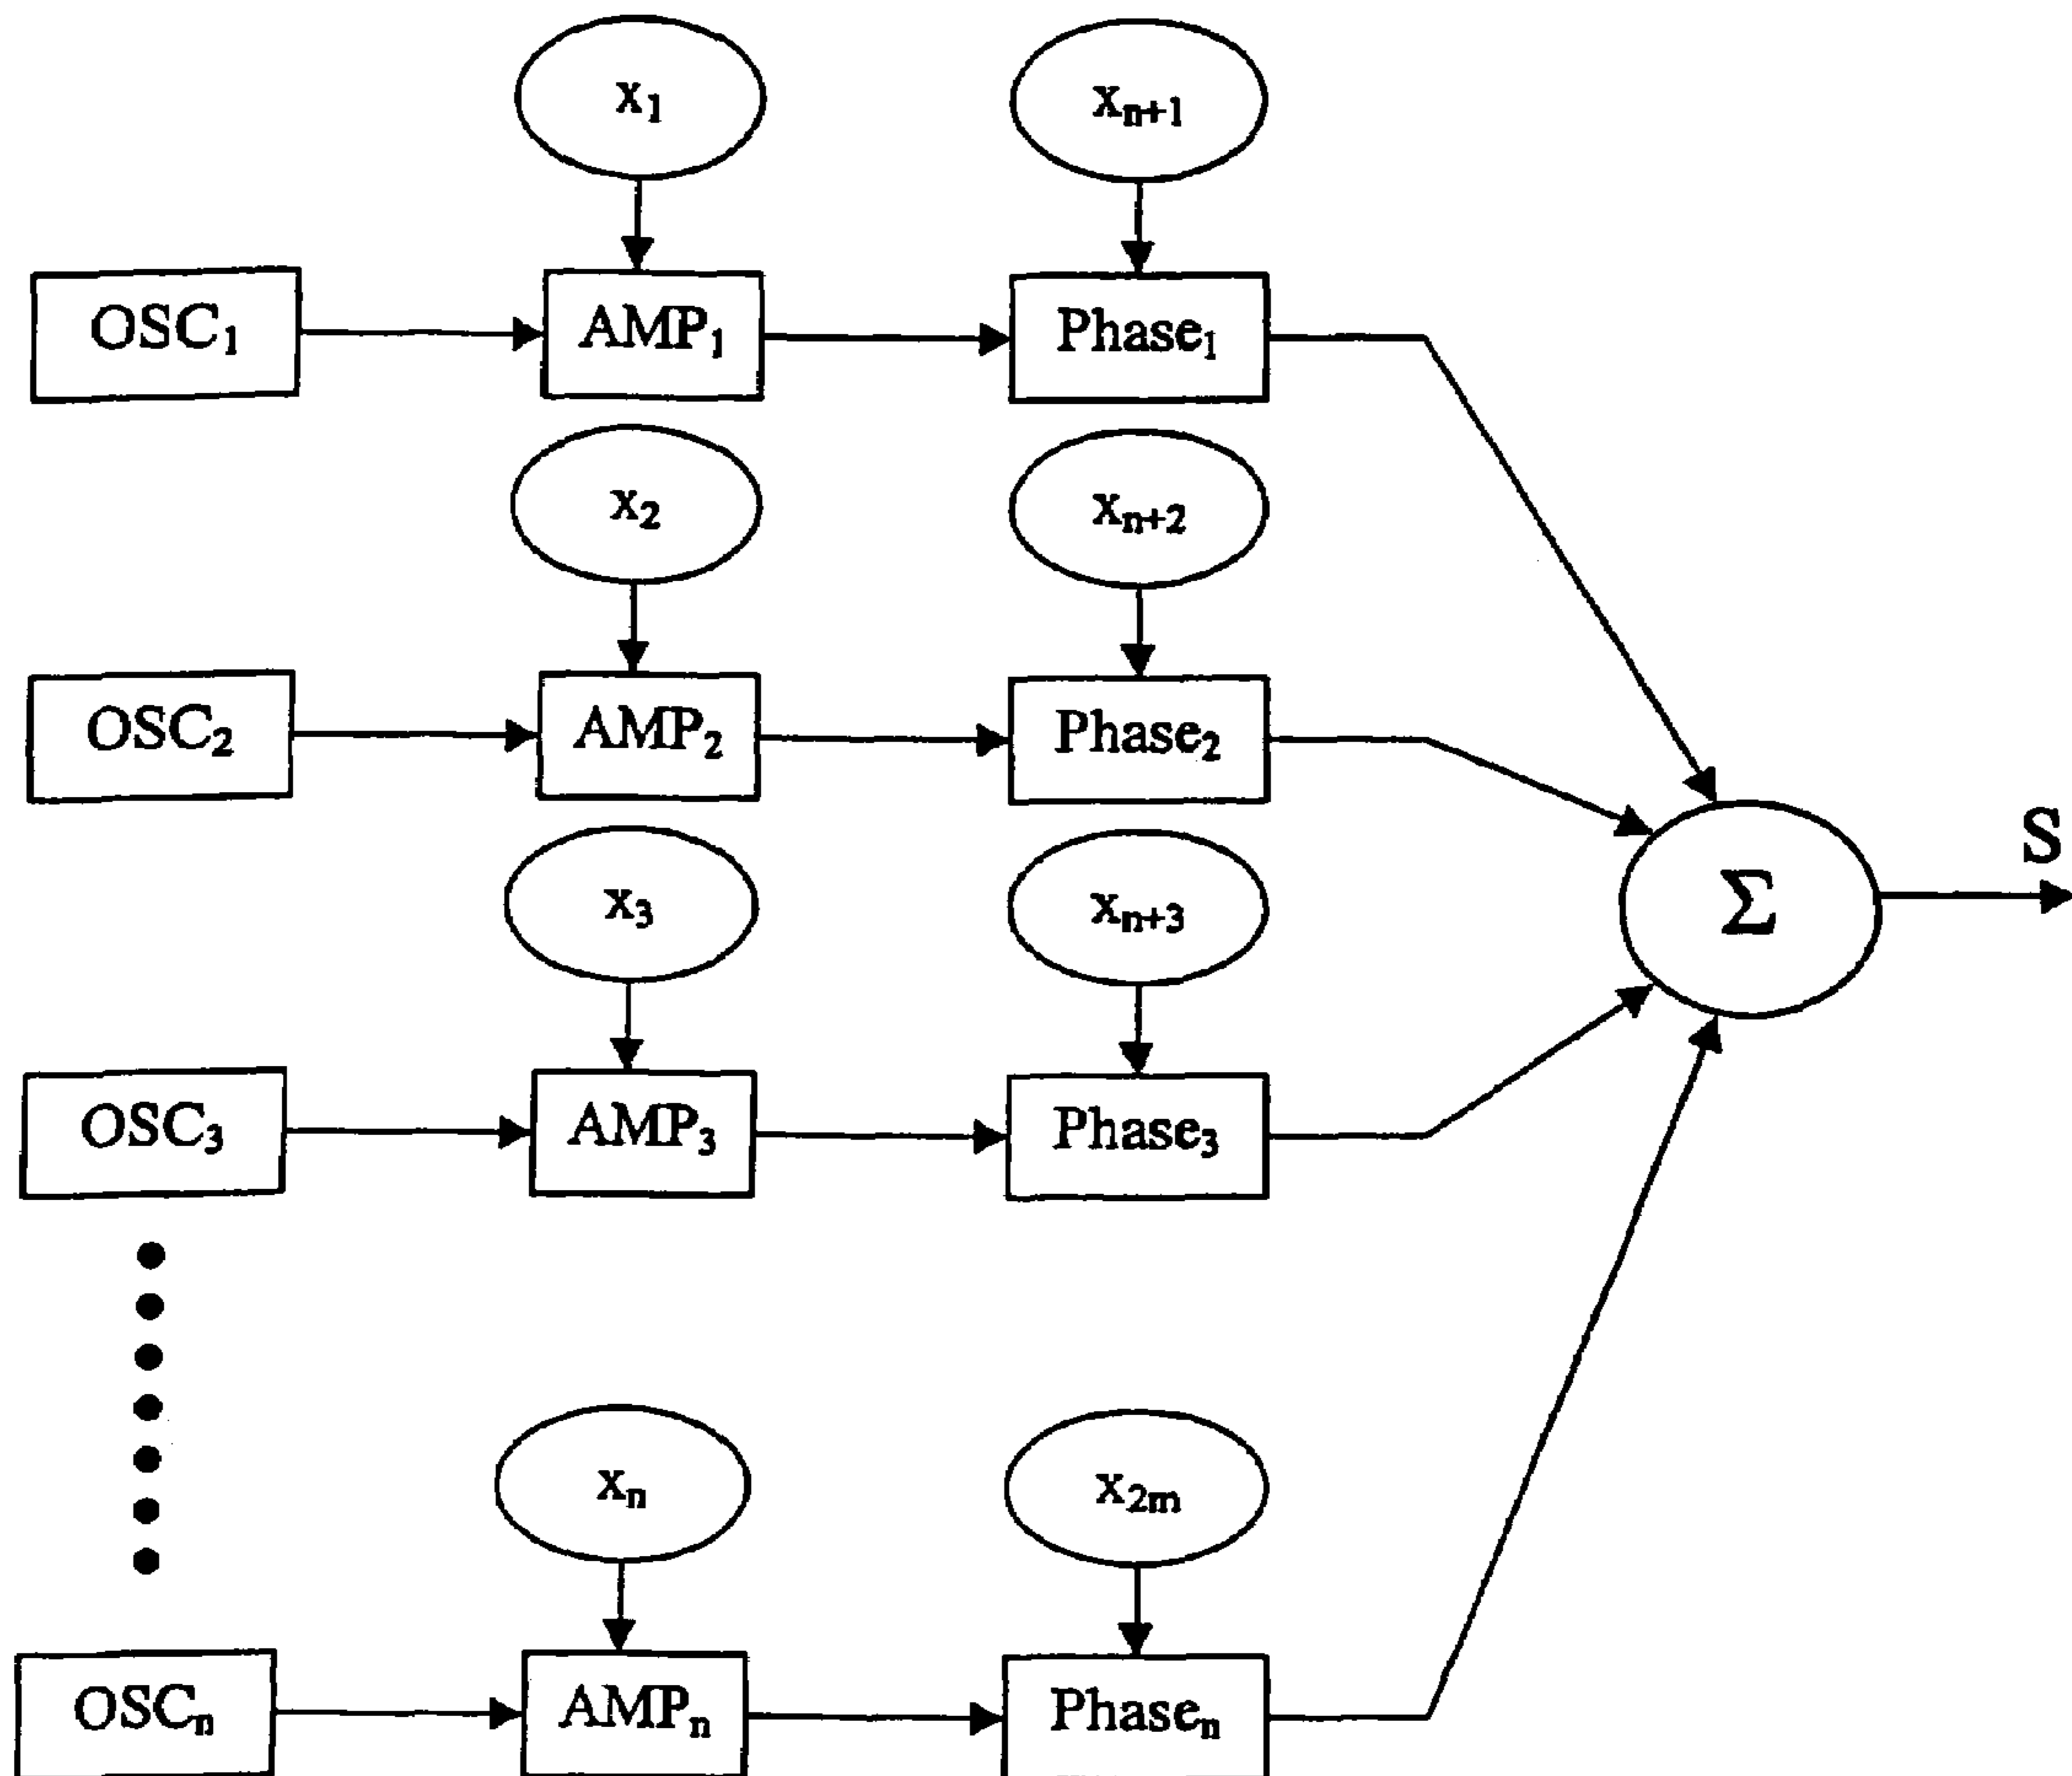 x₁ xₙ₊₁
OSC₁ AMP₁ Phase₁
x₂ xₙ₊₂
OSC₂ AMP₂ Phase₂
S
x₃ xₙ₊₃
Σ
OSC₃ AMP₃ Phase₃
xₙ x₂ₘ
OSCₙ AMPₙ Phaseₙ